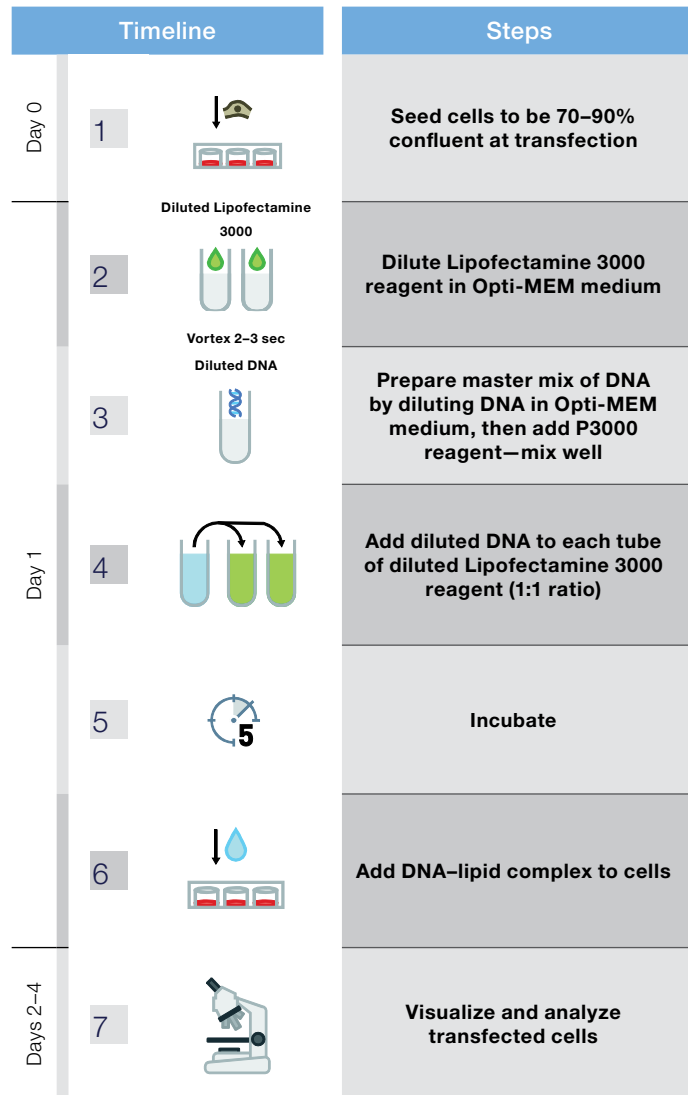 Timeline
Steps
Day 0
1
Seed cells to be 70–90%
confluent at transfection
Day 1
2
Diluted Lipofectamine
3000
Dilute Lipofectamine 3000
reagent in Opti-MEM medium
3
Vortex 2–3 sec
Diluted DNA
Prepare master mix of DNA
by diluting DNA in Opti-MEM
medium, then add P3000
reagent—mix well
4
Add diluted DNA to each tube
of diluted Lipofectamine 3000
reagent (1:1 ratio)
5
5
Incubate
6
Add DNA–lipid complex to cells
Days 2–4
7
Visualize and analyze
transfected cells